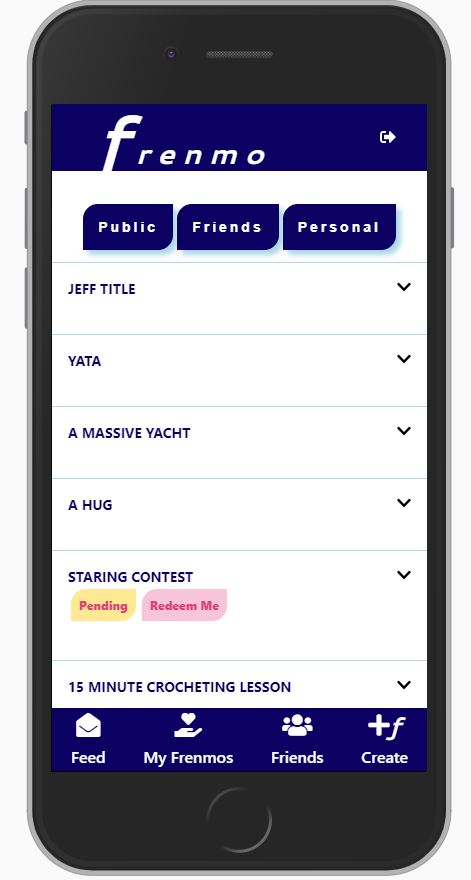 frenmo
Public Friends Personal
JEFF TITLE
YATA
A MASSIVE YACHT
A HUG
STARING CONTEST
Pending Redeem Me
15 MINUTE CROCHETING LESSON
+f
Feed My Frenmos Friends Create